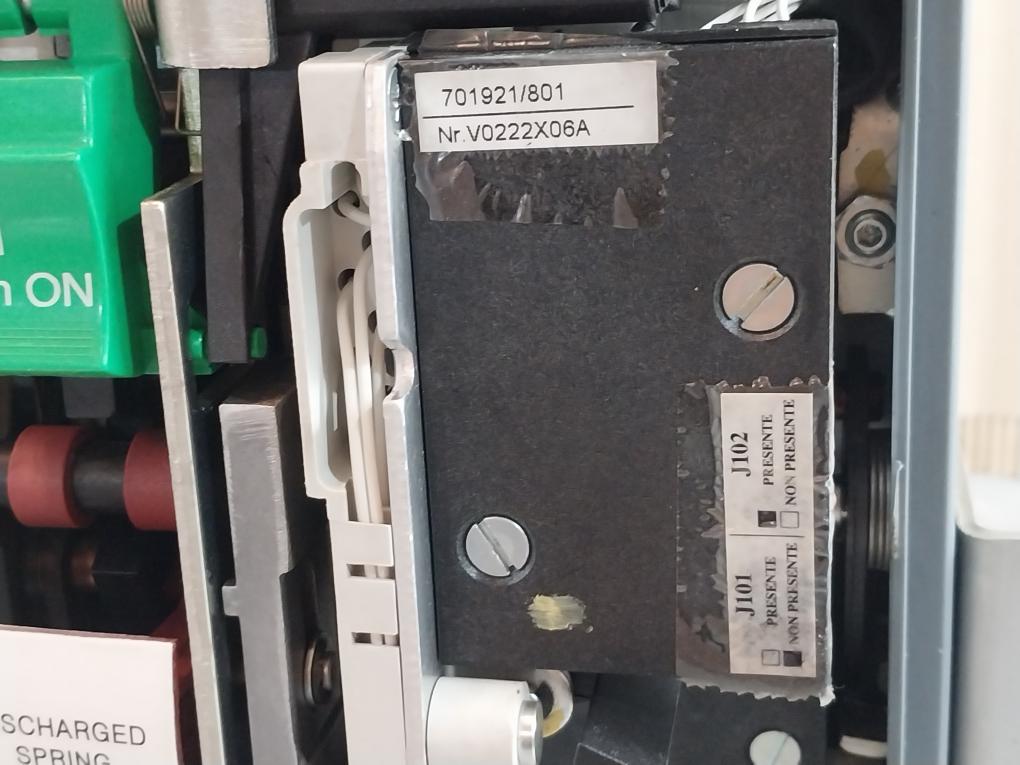 701921/801
Nr.V0222X06A
ON
J102
PRESENTE
NON PRESENTE
J101
PRESENTE
NON PRESENTE
SCHARGED
SPRING